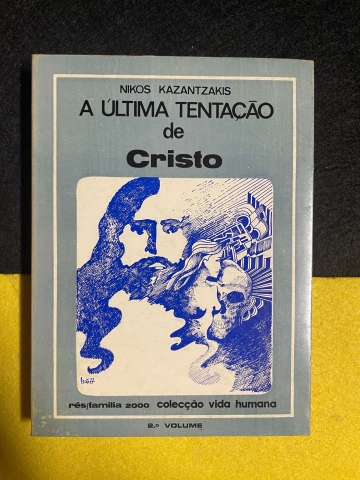 NIKOS KAZANTZAKIS
A ÚLTIMA TENTAÇÃO
de
Cristo
rés/família 2000 colecção vida humana
2.º VOLUME